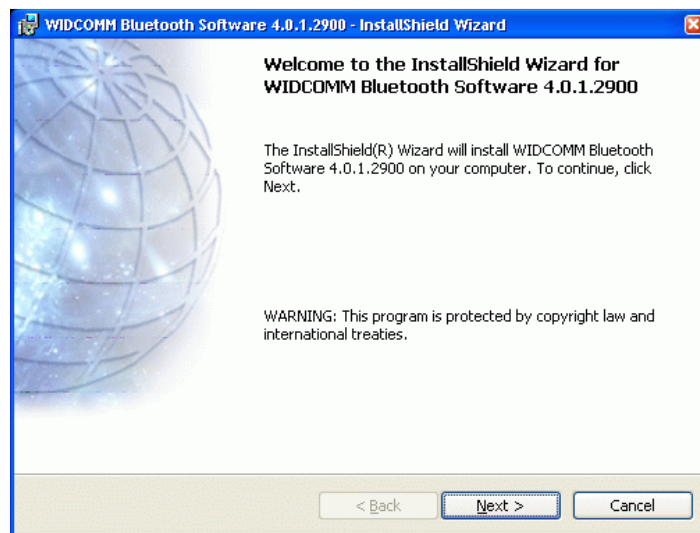 WIDCOMM Bluetooth Software 4.0.1.2900 - InstallShield Wizard
Welcome to the InstallShield Wizard for
WIDCOMM Bluetooth Software 4.0.1.2900
The InstallShield(R) Wizard will install WIDCOMM Bluetooth
Software 4.0.1.2900 on your computer. To continue, click
Next.
WARNING: This program is protected by copyright law and
international treaties.
< Back
Next >
Cancel